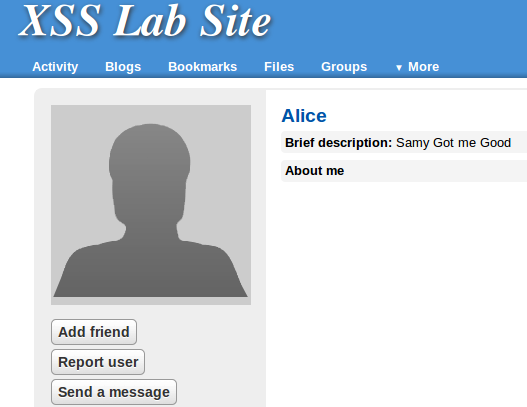 XSS Lab Site
Activity Blogs Bookmarks Files Groups ▼ More
Alice
Brief description: Samy Got me Good
About me
Add friend
Report user
Send a message